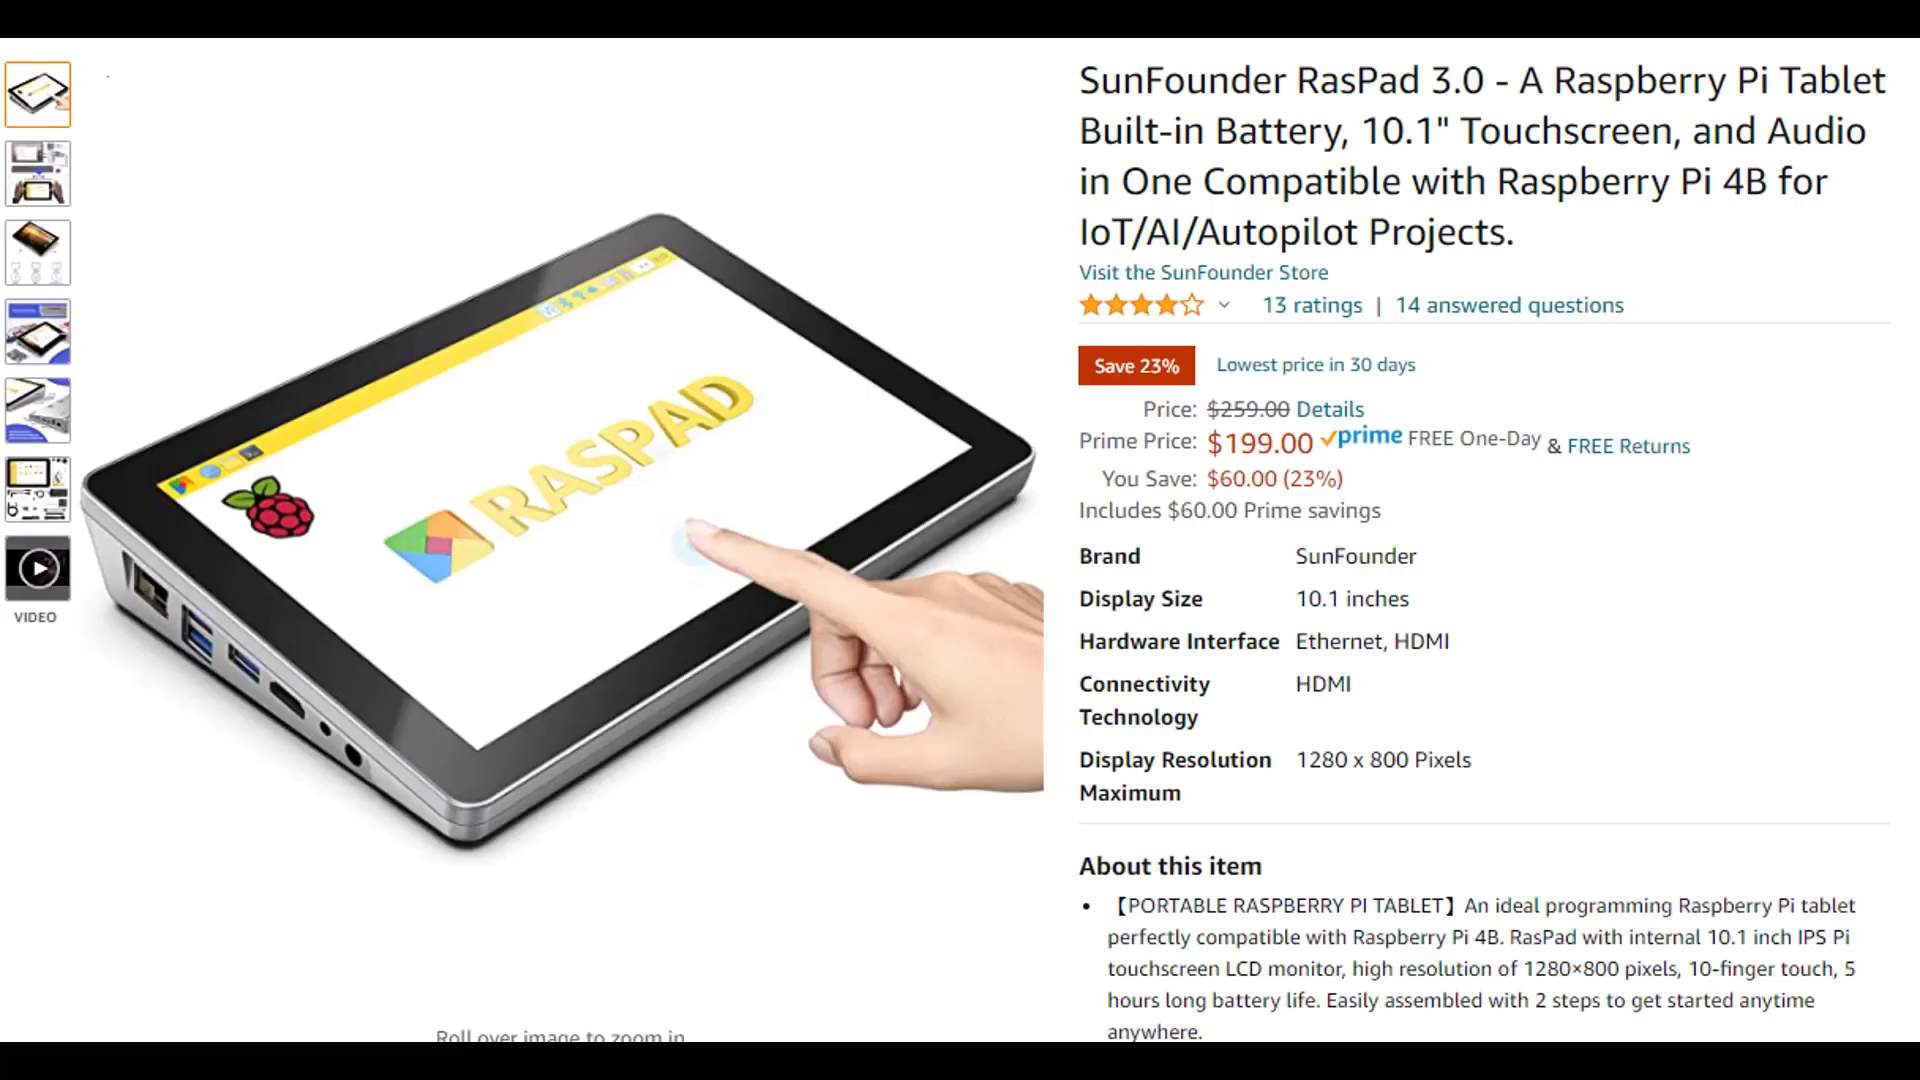 SunFounder RasPad 3.0 - A Raspberry Pi Tablet
Built-in Battery, 10.1" Touchscreen, and Audio
in One Compatible with Raspberry Pi 4B for
IoT/AI/Autopilot Projects.
Visit the SunFounder Store
13 ratings | 14 answered questions
Save 23% Lowest price in 30 days
Price: $259.00 Details
Prime Price: $199.00 prime FREE One-Day & FREE Returns
You Save: $60.00 (23%)
Includes $60.00 Prime savings
Brand SunFounder
Display Size 10.1 inches
Hardware Interface Ethernet, HDMI
Connectivity HDMI
Technology
Display Resolution 1280 x 800 Pixels
Maximum
About this item
• 【PORTABLE RASPBERRY PI TABLET】An ideal programming Raspberry Pi tablet
perfectly compatible with Raspberry Pi 4B. RasPad with internal 10.1 inch IPS Pi
touchscreen LCD monitor, high resolution of 1280×800 pixels, 10-finger touch, 5
hours long battery life. Easily assembled with 2 steps to get started anytime
anywhere.
RASPAD
VIDEO
Roll over image to zoom in